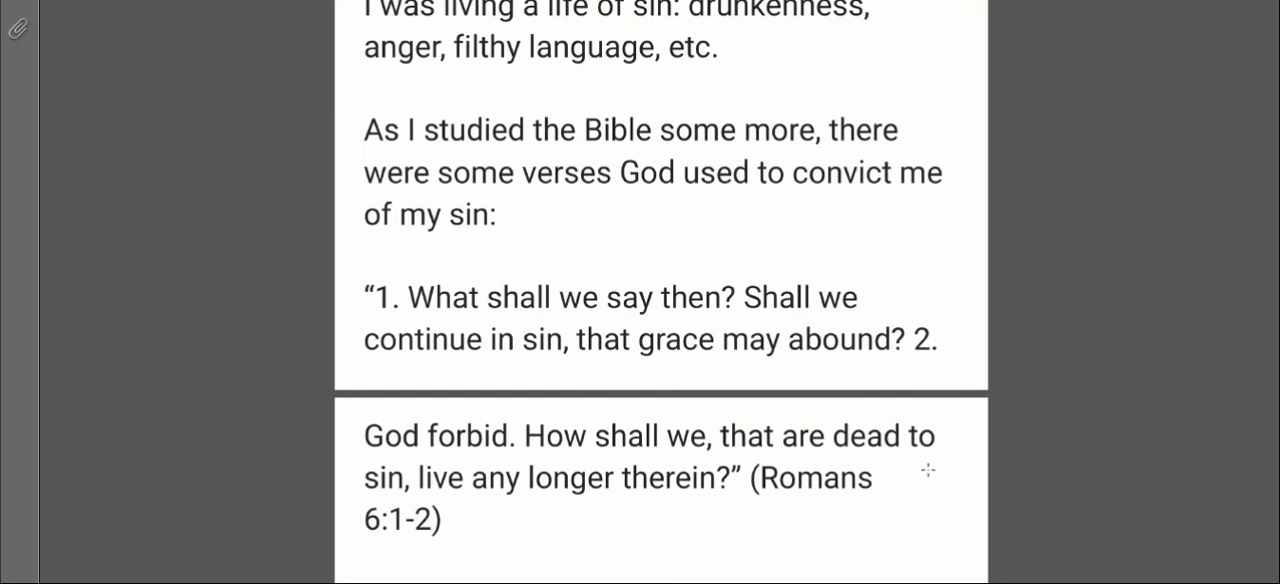 I was living a life of sin: drunkenness,
anger, filthy language, etc.
As I studied the Bible some more, there
were some verses God used to convict me
of my sin:
“1. What shall we say then? Shall we
continue in sin, that grace may abound? 2.
God forbid. How shall we, that are dead to
sin, live any longer therein?” (Romans
6:1-2)